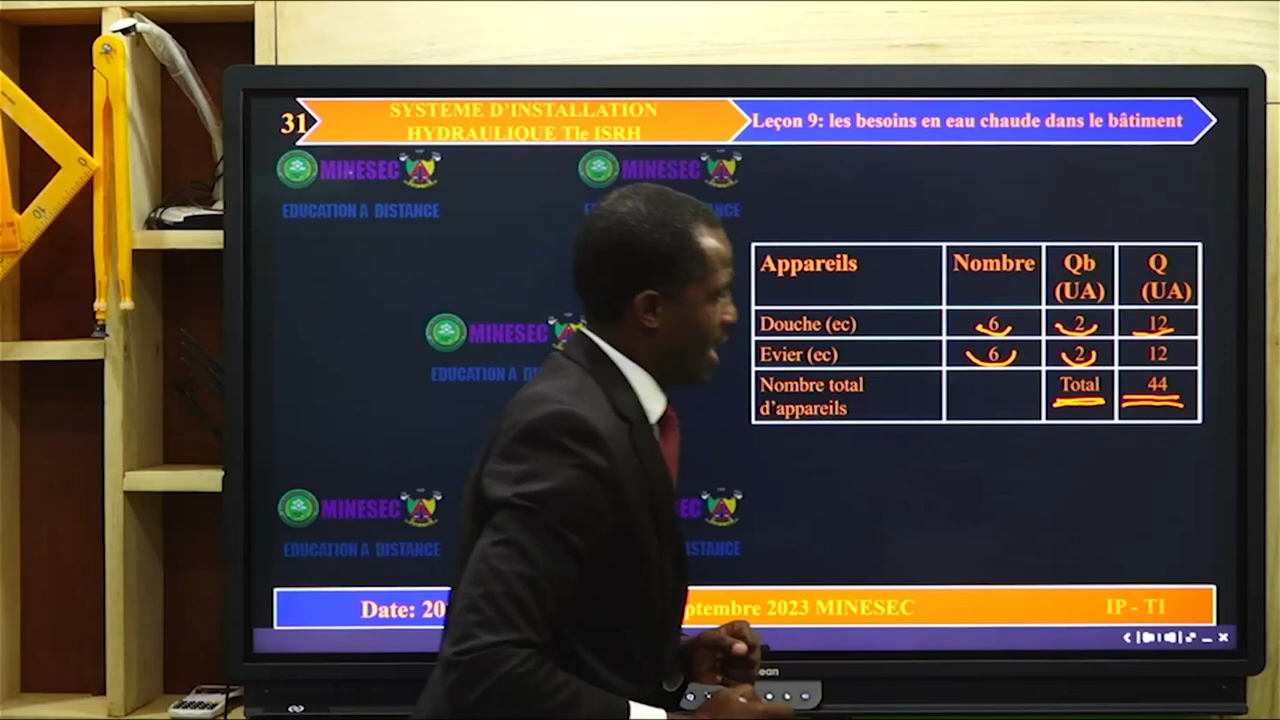 31
SYSTEME D'INSTALLATION
HYDRAULIQUE Tle ISRH
Leçon 9: les besoins en eau chaude dans le bâtiment
MINESEC
EDUCATION A DISTANCE
MINESEC
MINESEC
EDUCATION A
MINESEC
EDUCATION A DISTANCE
Appareils Nombre Qb (UA) Q (UA)
Douche (ec) 6 2 12
Evier (ec) 6 2 12
Nombre total d'appareils Total 44
Date: 2023 MINESEC IP - TI